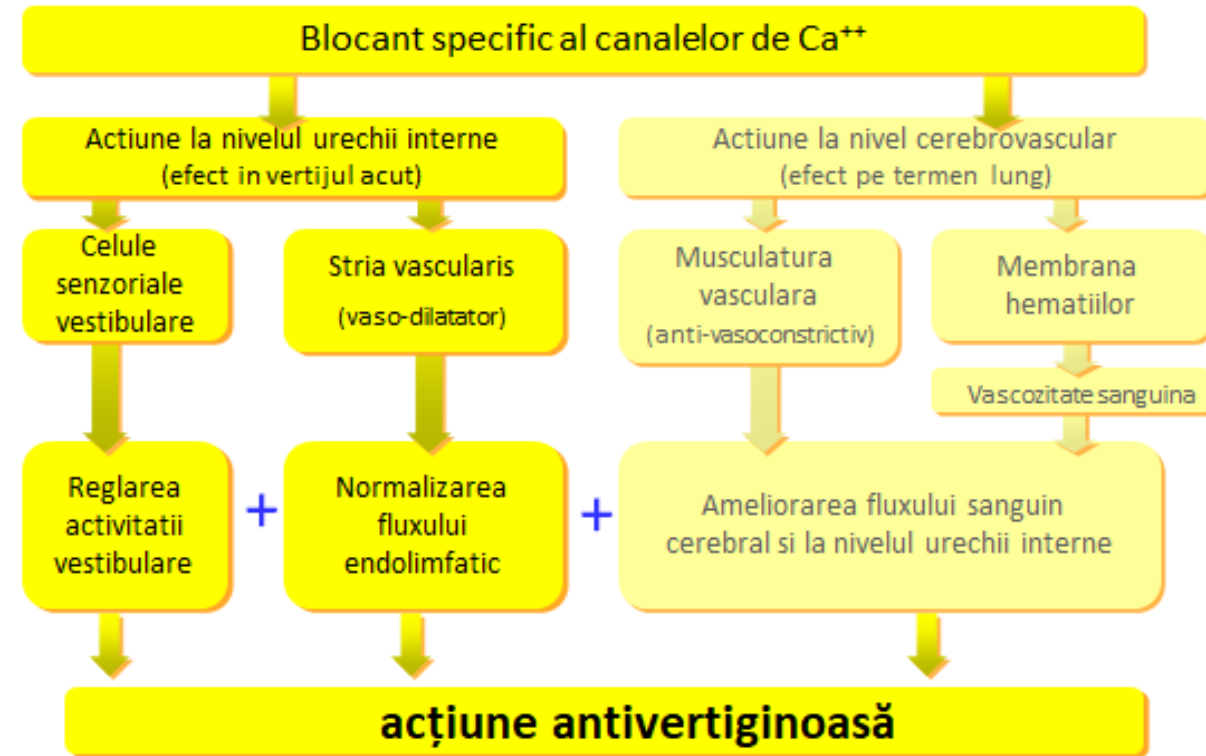 Blocant specific al canalelor de Ca⁺⁺
Actiune la nivelul urechii interne
(efect in vertijul acut)
Actiune la nivel cerebrovascular
(efect pe termen lung)
Celule
senzoriale
vestibulare
Stria vascularis
(vaso-dilatator)
Musculatura
vasculara
(anti-vasoconstrictiv)
Membrana
hematiilor
Vascozitate sanguina
Reglarea
activitatii
vestibulare
+
Normalizarea
fluxului
endolimfatic
+
Ameliorarea fluxului sanguin
cerebral si la nivelul urechii interne
acțiune antivertiginoasă